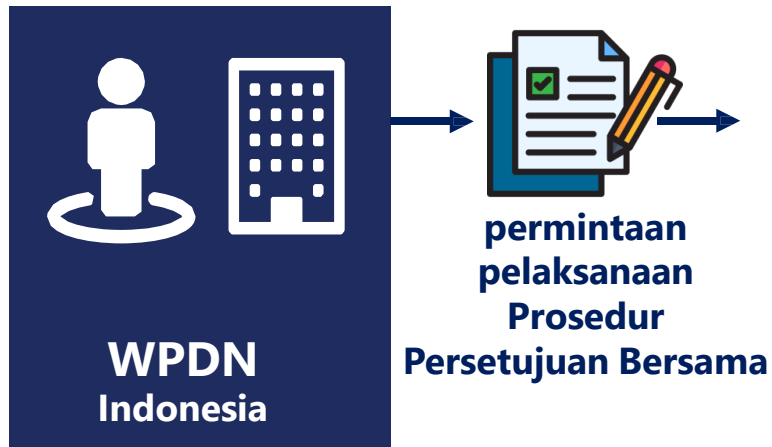 WPDN
Indonesia
permintaan
pelaksanaan
Prosedur
Persetujuan Bersama